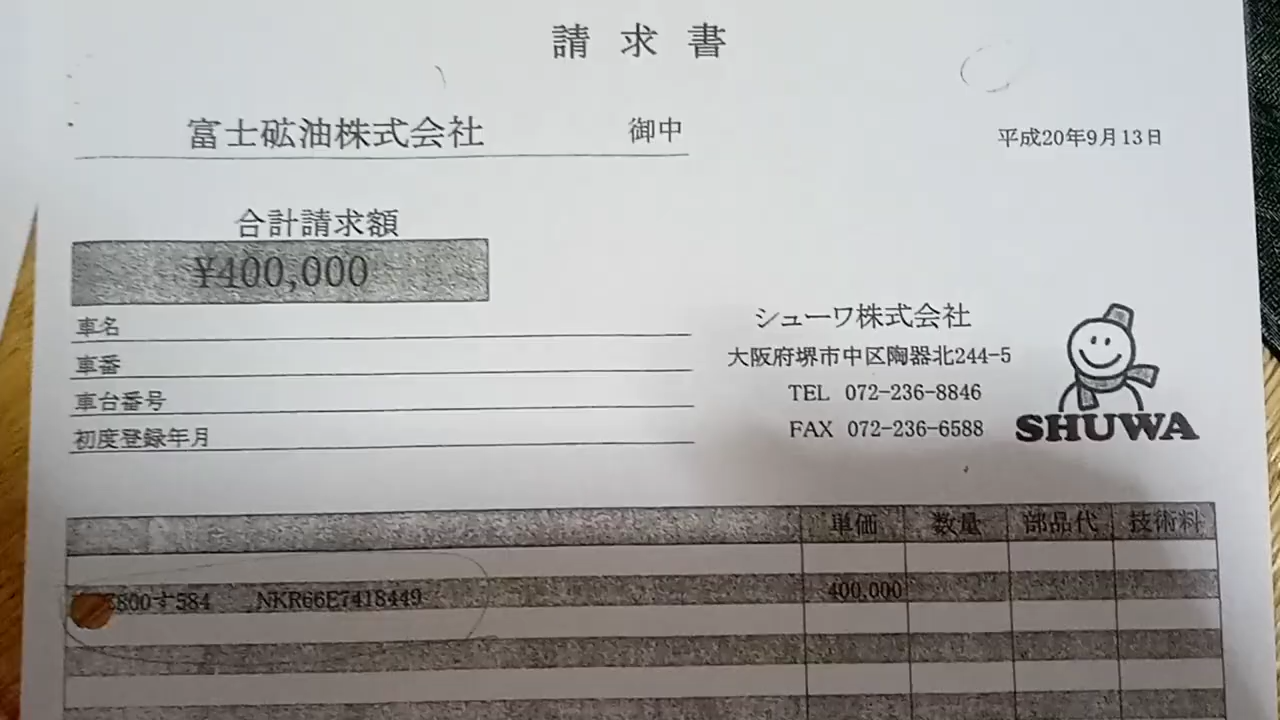 請求書
富士砿油株式会社 御中
平成20年9月13日
合計請求額
¥400,000
車名
車番
車台番号
初度登録年月
シューワ株式会社
大阪府堺市中区陶器北244-5
TEL 072-236-8846
FAX 072-236-6588
SHUWA
単価 数量 部品代 技術料
800す584 NKR66E7418449 400,000